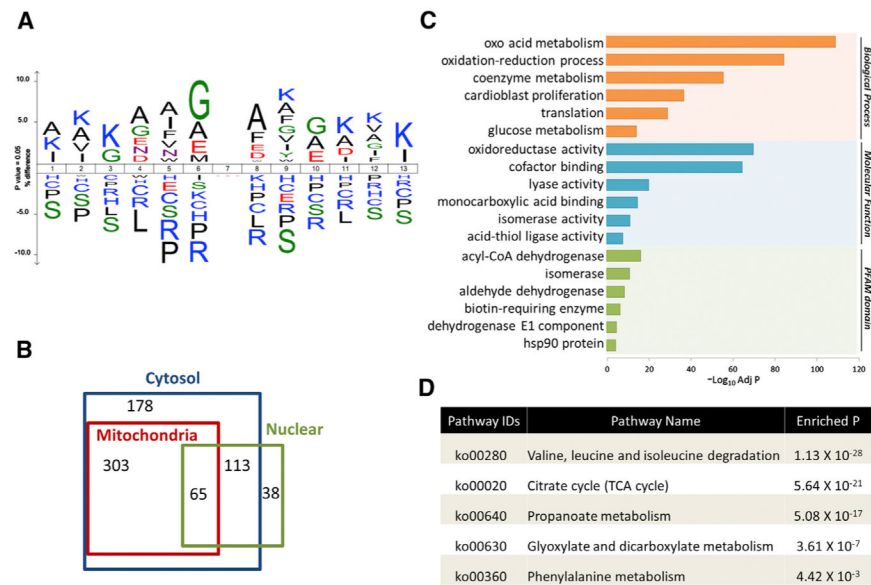 A
P value = 0.05
% difference
10.0
5.0
-5.0
-10.0
1 2 3 4 5 6 7 8 9 10 11 12 13
B
Cytosol
178
Nuclear
Mitochondria
303
113
65
38
C
oxo acid metabolism
oxidation-reduction process
coenzyme metabolism
cardioblast proliferation
translation
glucose metabolism
Biological Process
oxidoreductase activity
cofactor binding
lyase activity
monocarboxylic acid binding
isomerase activity
acid-thiol ligase activity
Molecular Function
acyl-CoA dehydrogenase
isomerase
aldehyde dehydrogenase
biotin-requiring enzyme
dehydrogenase E1 component
hsp90 protein
PFAM domain
0 20 40 60 80 100 120
−Log₁₀ Adj P
D
Pathway IDs Pathway Name Enriched P
ko00280 Valine, leucine and isoleucine degradation 1.13 X 10⁻²⁸
ko00020 Citrate cycle (TCA cycle) 5.64 X 10⁻²¹
ko00640 Propanoate metabolism 5.08 X 10⁻¹⁷
ko00630 Glyoxylate and dicarboxylate metabolism 3.61 X 10⁻⁷
ko00360 Phenylalanine metabolism 4.42 X 10⁻³